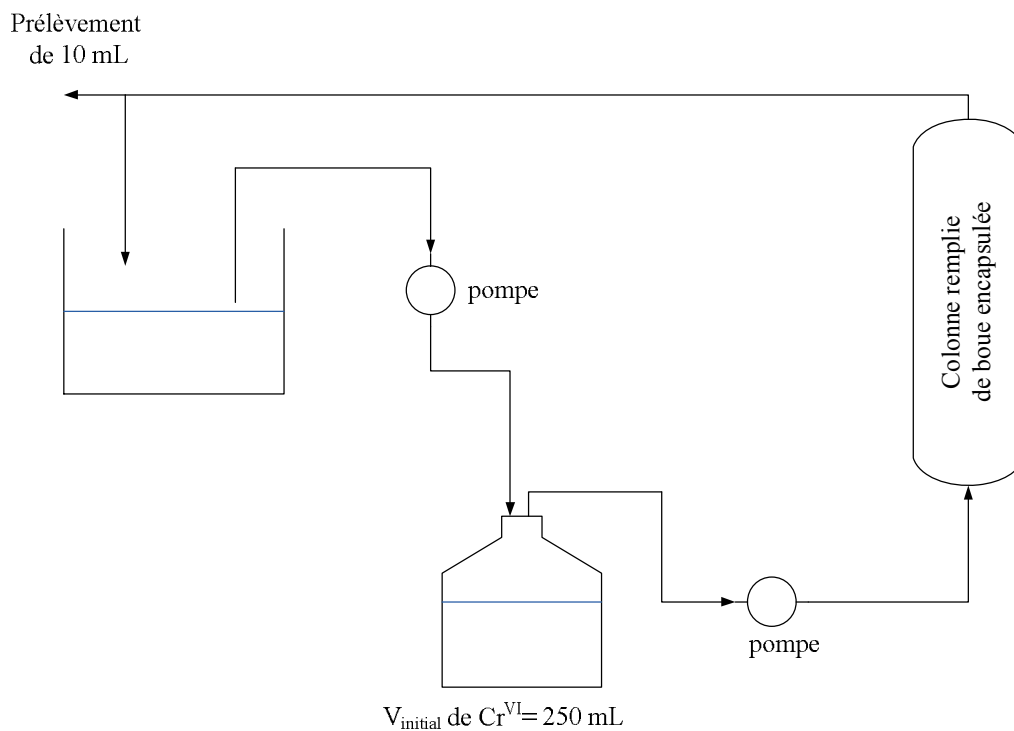 Prélèvement
de 10 mL
pompe
Colonne remplie
de boue encapsulée
pompe
V_initial de Cr^VI= 250 mL